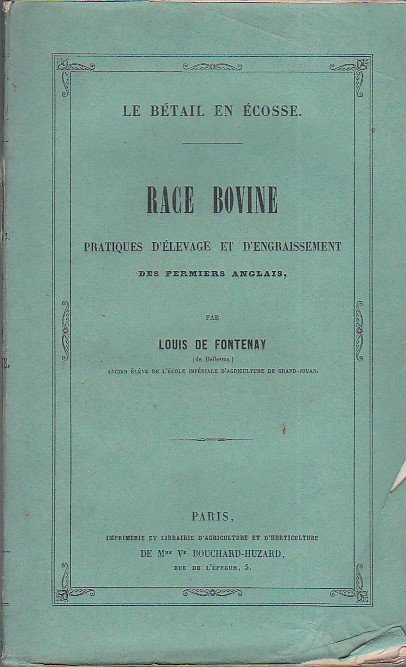 LE BÉTAIL EN ÉCOSSE.
RACE BOVINE
PRATIQUES D'ÉLEVAGE ET D'ENGRAISSEMENT
DES FERMIERS ANGLAIS,
PAR
LOUIS DE FONTENAY
(de Bellesme)
ANCIEN ÉLÈVE DE L'ÉCOLE IMPÉRIALE D'AGRICULTURE DE GRAND-JOUAN.
PARIS,
IMPRIMERIE ET LIBRAIRIE D'AGRICULTURE ET D'HORTICULTURE
DE Mme Ve BOUCHARD-HUZARD,
RUE DE L'ÉPERON, 5.